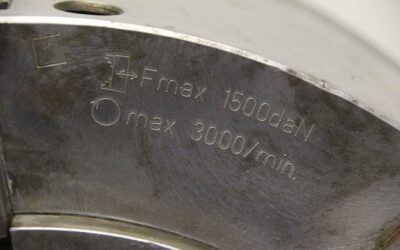 Fmax 1500daN
max 3000/min.